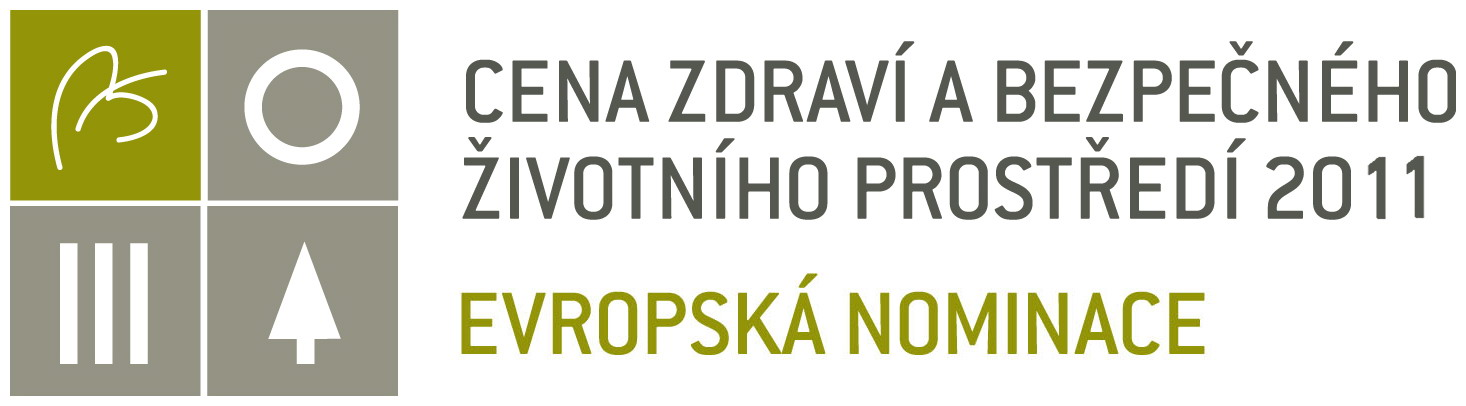 CENA ZDRAVÍ A BEZPEČNÉHO
ŽIVOTNÍHO PROSTŘEDÍ 2011
EVROPSKÁ NOMINACE